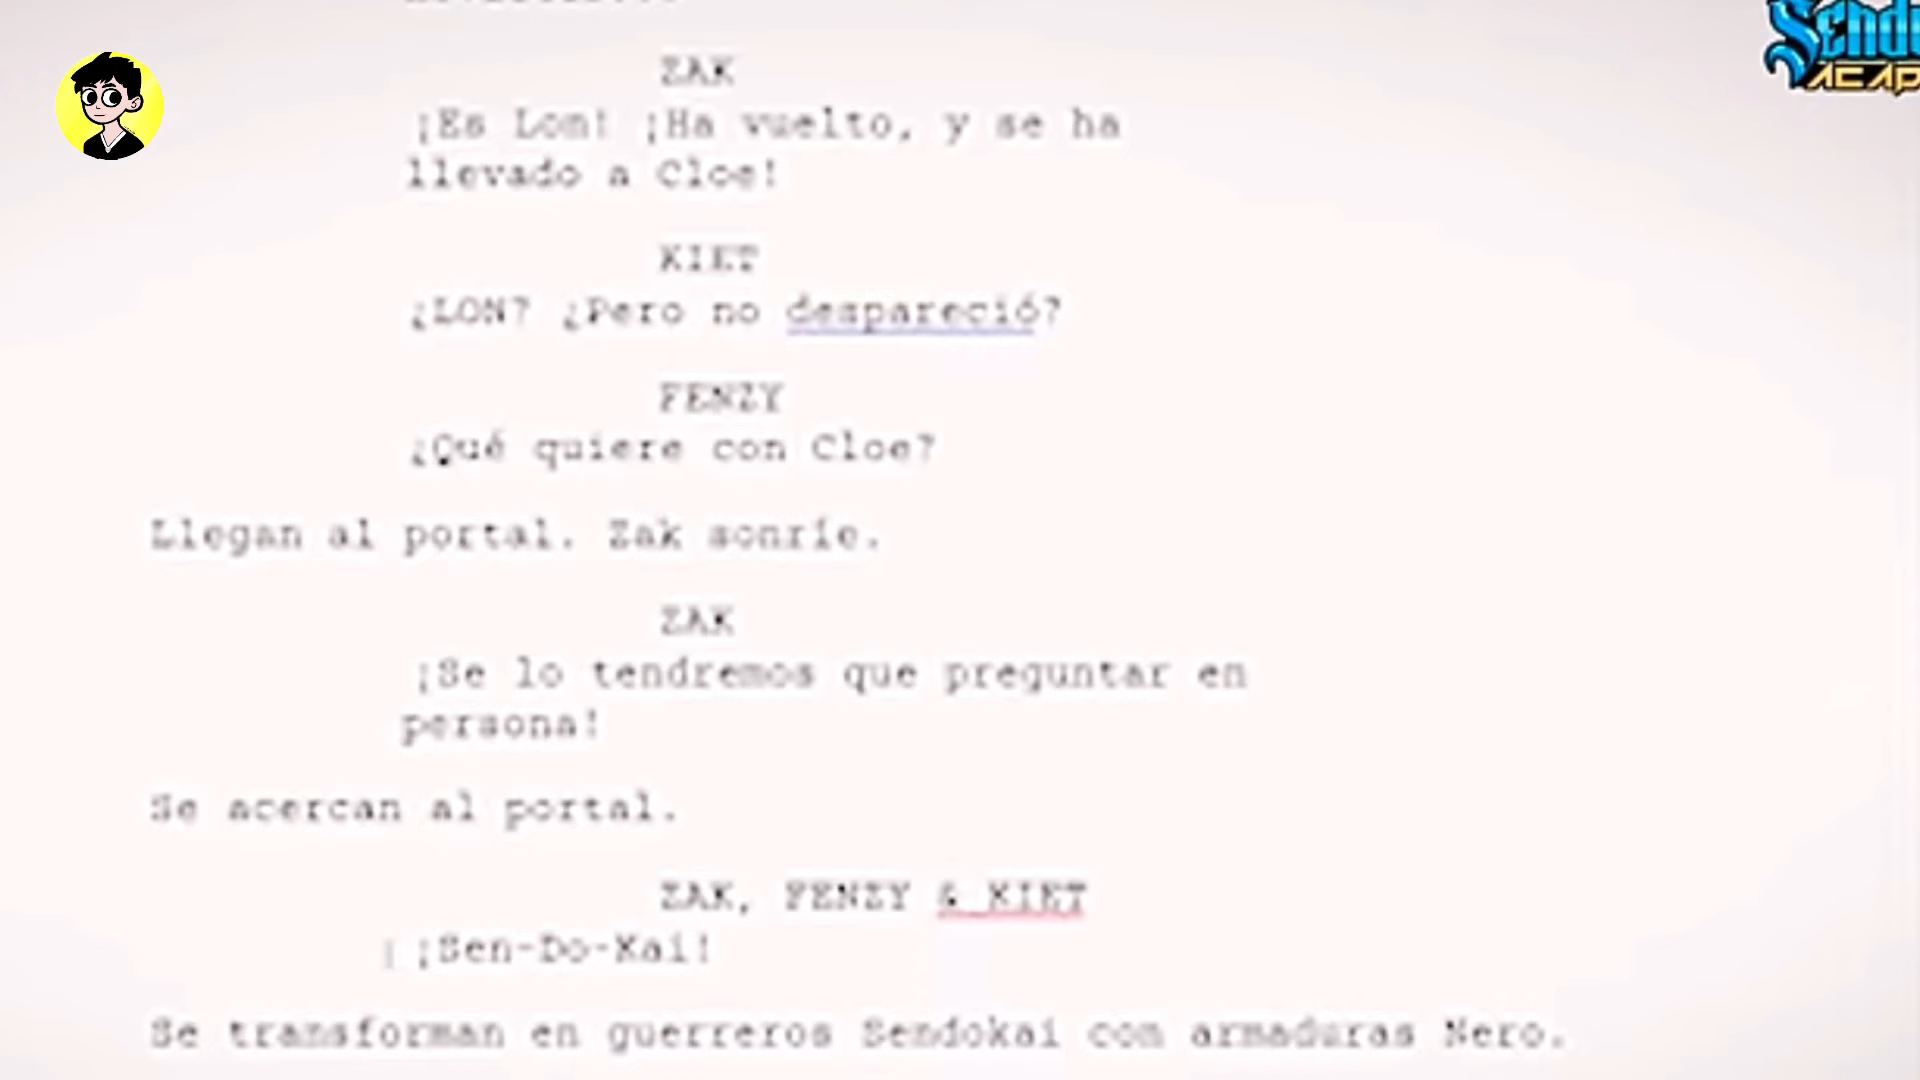 ZAK
¡Es Lon! ¡Ha vuelto, y se ha
llevado a Cloe!
KIET
¿LON? ¿Pero no despareció?
FENZY
¿Qué quiere con Cloe?
Llegan al portal. Zak sonríe.
ZAK
¡Se lo tendremos que preguntar en
persona!
Se acercan al portal.
ZAK, FENZY & KIET
¡Sen-Do-Kai!
Se transforman en guerreros Sendokai con armaduras Nero.